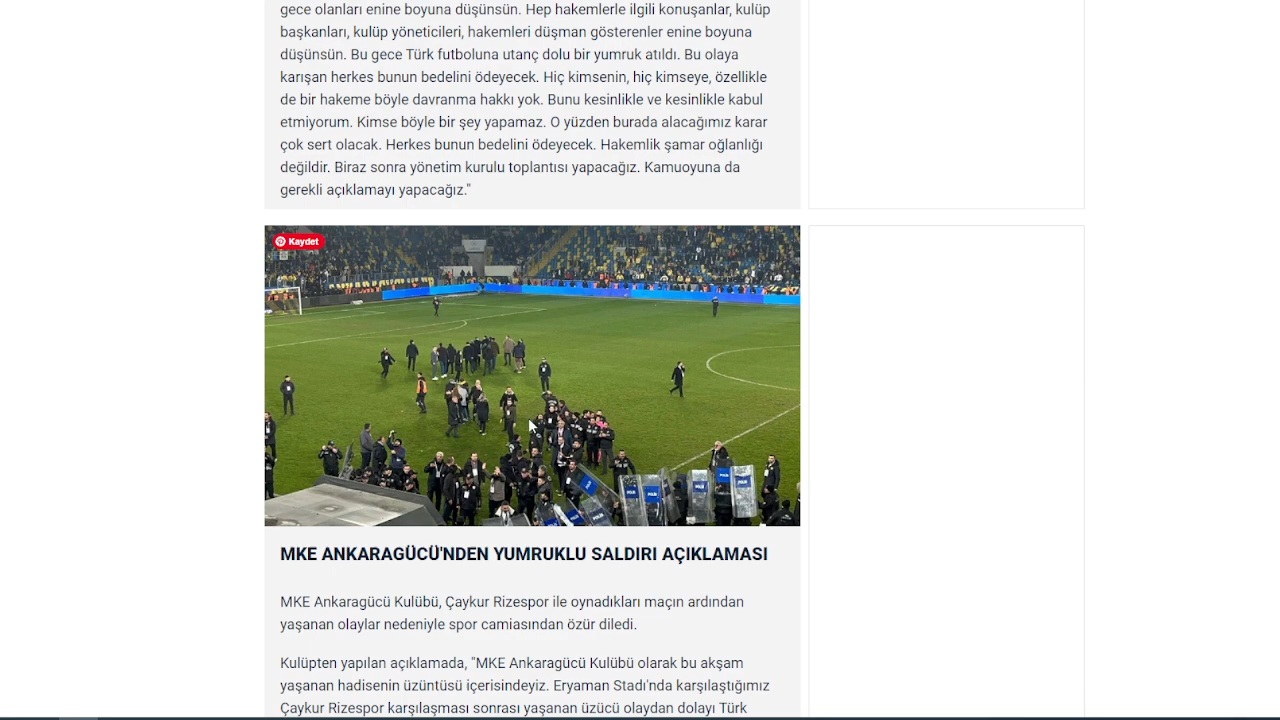 gece olanları enine boyuna düşünsün. Hep hakemlerle ilgili konuşanlar, kulüp
başkanları, kulüp yöneticileri, hakemleri düşman gösterenler enine boyuna
düşünsün. Bu gece Türk futboluna utanç dolu bir yumruk atıldı. Bu olaya
karışan herkes bunun bedelini ödeyecek. Hiç kimsenin, hiç kimseye, özellikle
de bir hakeme böyle davranma hakkı yok. Bunu kesinlikle ve kesinlikle kabul
etmiyorum. Kimse böyle bir şey yapamaz. O yüzden burada alacağımız karar
çok sert olacak. Herkes bunun bedelini ödeyecek. Hakemlik şamar oğlanlığı
değildir. Biraz sonra yönetim kurulu toplantısı yapacağız. Kamuoyuna da
gerekli açıklamayı yapacağız."
Kaydet
POLİS
POLİS
POLİS
POLİS
POLİS
MKE ANKARAGÜCÜ'NDEN YUMRUKLU SALDIRI AÇIKLAMASI
MKE Ankaragücü Kulübü, Çaykur Rizespor ile oynadıkları maçın ardından
yaşanan olaylar nedeniyle spor camiasından özür diledi.
Kulüpten yapılan açıklamada, "MKE Ankaragücü Kulübü olarak bu akşam
yaşanan hadisenin üzüntüsü içerisindeyiz. Eryaman Stadı'nda karşılaştığımız
Çaykur Rizespor karşılaşması sonrası yaşanan üzücü olaydan dolayı Türk